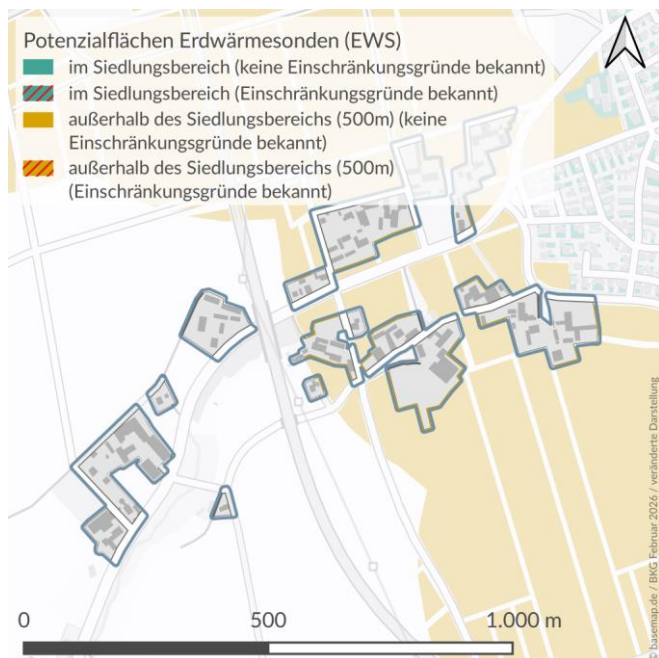 Potenzialflächen Erdwärmesonden (EWS)
im Siedlungsbereich (keine Einschränkungsgründe bekannt)
im Siedlungsbereich (Einschränkungsgründe bekannt)
außerhalb des Siedlungsbereichs (500m) (keine
Einschränkungsgründe bekannt)
außerhalb des Siedlungsbereichs (500m)
(Einschränkungsgründe bekannt)
0 500 1.000 m
© basemap.de / BKG Februar 2026 / veränderte Darstellung